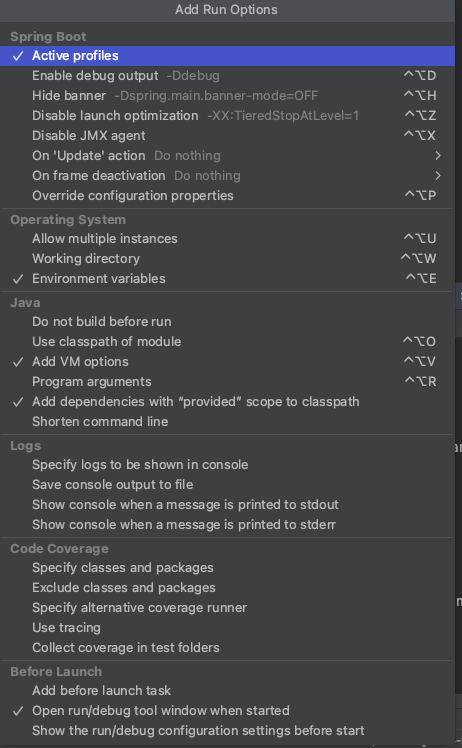 Add Run Options
Spring Boot
✓ Active profiles
Enable debug output -Ddebug ⌃⌥D
Hide banner -Dspring.main.banner-mode=OFF ⌃⌥H
Disable launch optimization -XX:TieredStopAtLevel=1 ⌃⌥Z
Disable JMX agent ⌃⌥X
On 'Update' action Do nothing >
On frame deactivation Do nothing >
Override configuration properties ⌃⌥P
Operating System
Allow multiple instances ⌃⌥U
Working directory ⌃⌥W
✓ Environment variables ⌃⌥E
Java
Do not build before run
Use classpath of module ⌃⌥O
✓ Add VM options ⌃⌥V
Program arguments ⌃⌥R
✓ Add dependencies with “provided” scope to classpath
Shorten command line
Logs
Specify logs to be shown in console
Save console output to file
Show console when a message is printed to stdout
Show console when a message is printed to stderr
Code Coverage
Specify classes and packages
Exclude classes and packages
Specify alternative coverage runner
Use tracing
Collect coverage in test folders
Before Launch
Add before launch task
✓ Open run/debug tool window when started
Show the run/debug configuration settings before start